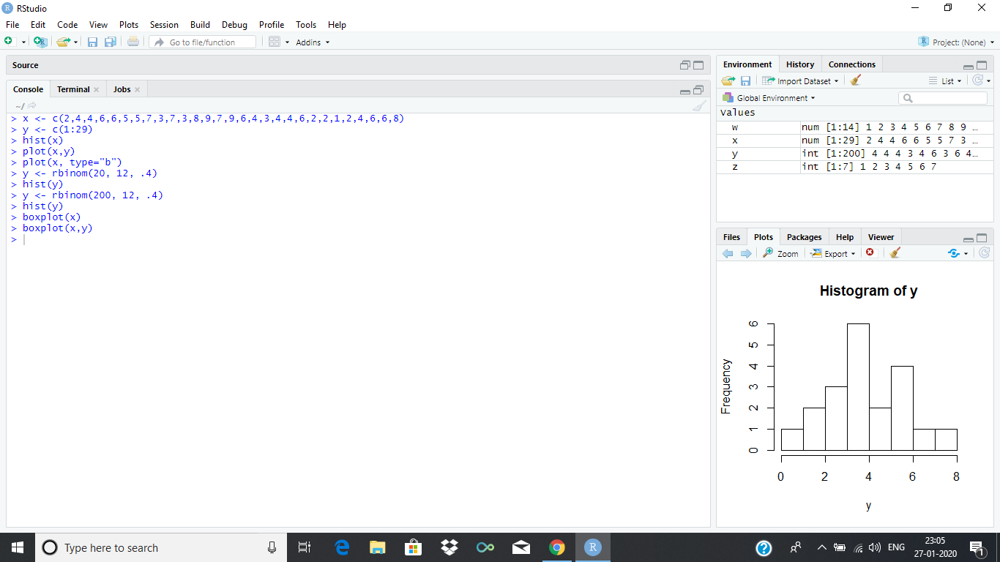 RStudio
File Edit Code View Plots Session Build Debug Profile Tools Help
Go to file/function Addins Project: (None)
Source
Console Terminal Jobs
~/
> x <- c(2,4,4,6,6,5,5,7,3,7,3,8,9,7,9,6,4,3,4,4,6,2,2,1,2,4,6,6,8)
> y <- c(1:29)
> hist(x)
> plot(x,y)
> plot(x, type="b")
> y <- rbinom(20, 12, .4)
> hist(y)
> y <- rbinom(200, 12, .4)
> hist(y)
> boxplot(x)
> boxplot(x,y)
>
Environment History Connections
Import Dataset List
Global Environment
Values
w num [1:14] 1 2 3 4 5 6 7 8 9 …
x num [1:29] 2 4 4 6 6 5 5 7 3 …
y int [1:200] 4 4 4 3 4 6 3 6 4…
z int [1:7] 1 2 3 4 5 6 7
Files Plots Packages Help Viewer
Zoom Export
Histogram of y
Frequency
6
5
4
3
2
1
0
0 2 4 6 8
y
Type here to search
ENG
23:05
27-01-2020
1